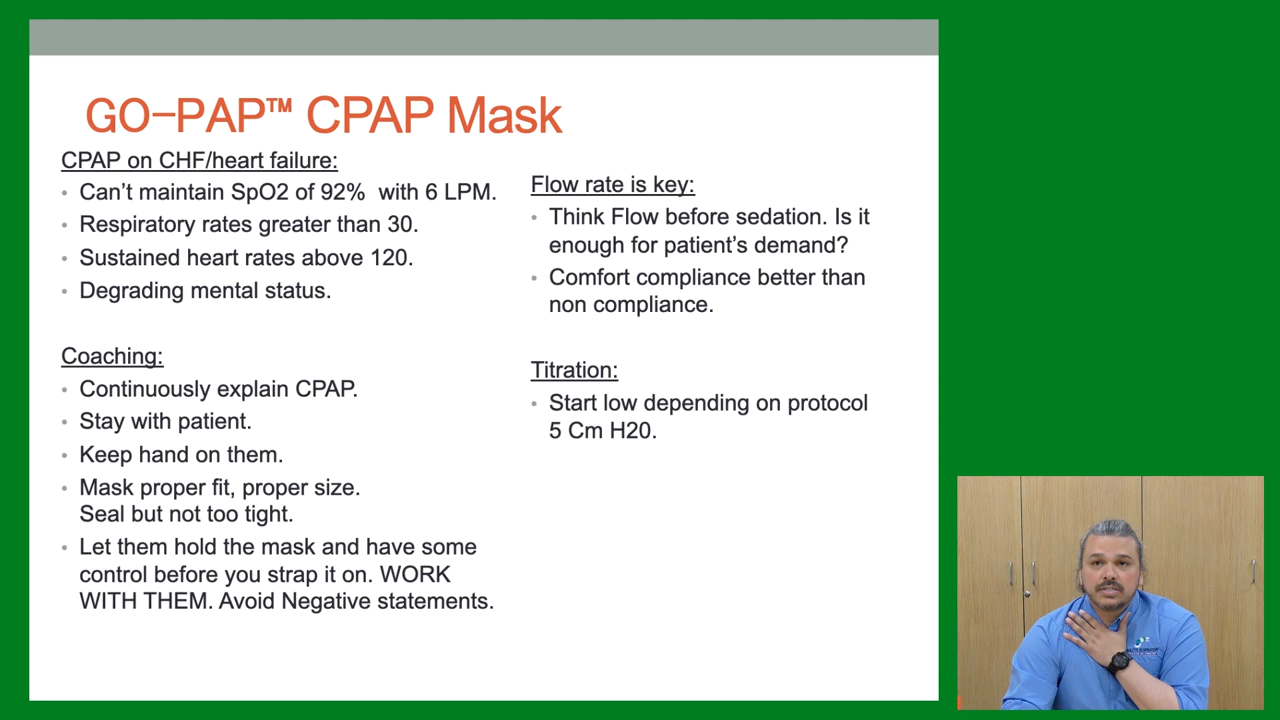 GO-PAP™ CPAP Mask
CPAP on CHF/heart failure:
• Can't maintain SpO2 of 92% with 6 LPM.
• Respiratory rates greater than 30.
• Sustained heart rates above 120.
• Degrading mental status.
Coaching:
• Continuously explain CPAP.
• Stay with patient.
• Keep hand on them.
• Mask proper fit, proper size.
Seal but not too tight.
• Let them hold the mask and have some
control before you strap it on. WORK
WITH THEM. Avoid Negative statements.
Flow rate is key:
• Think Flow before sedation. Is it
enough for patient's demand?
• Comfort compliance better than
non compliance.
Titration:
• Start low depending on protocol
5 Cm H20.